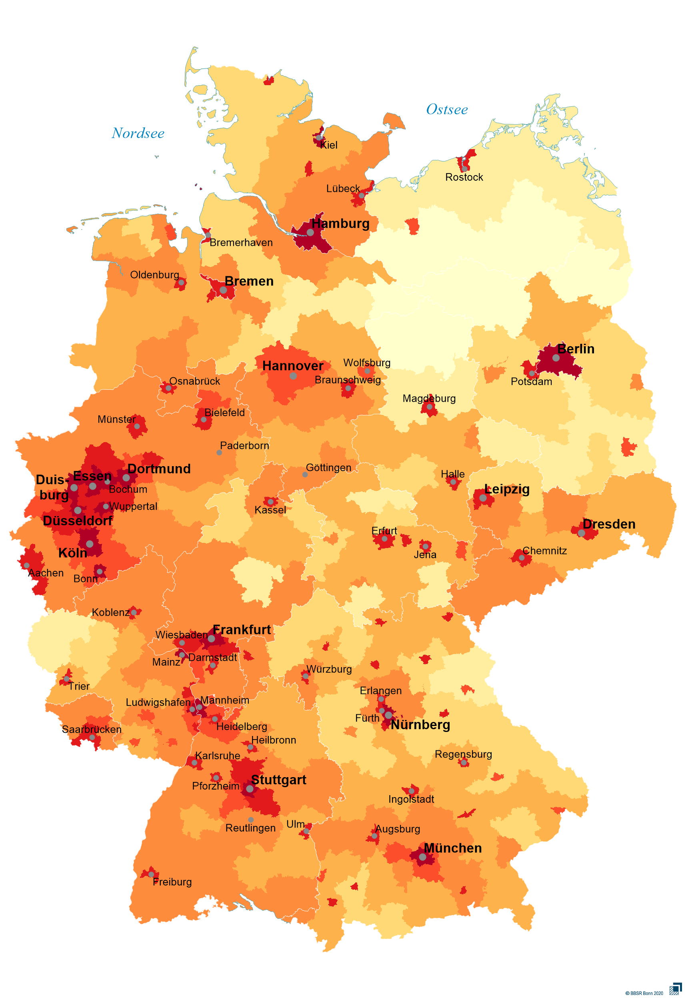 Ostsee
Nordsee
Kiel
Rostock
Lübeck
Hamburg
Bremerhaven
Oldenburg
Bremen
Berlin
Wolfsburg
Hannover
Braunschweig
Potsdam
Osnabrück
Magdeburg
Bielefeld
Münster
Paderborn
Göttingen
Dortmund
Essen
Duis-
burg
Bochum
Halle
Leipzig
Wuppertal
Kassel
Düsseldorf
Dresden
Erfurt
Köln
Jena
Chemnitz
Aachen
Bonn
Koblenz
Frankfurt
Wiesbaden
Mainz
Darmstadt
Würzburg
Trier
Erlangen
Ludwigshafen
Mannheim
Fürth
Nürnberg
Heidelberg
Saarbrücken
Heilbronn
Karlsruhe
Regensburg
Stuttgart
Pforzheim
Ingolstadt
Reutlingen
Ulm
Augsburg
München
Freiburg
© BBSR Bonn 2020